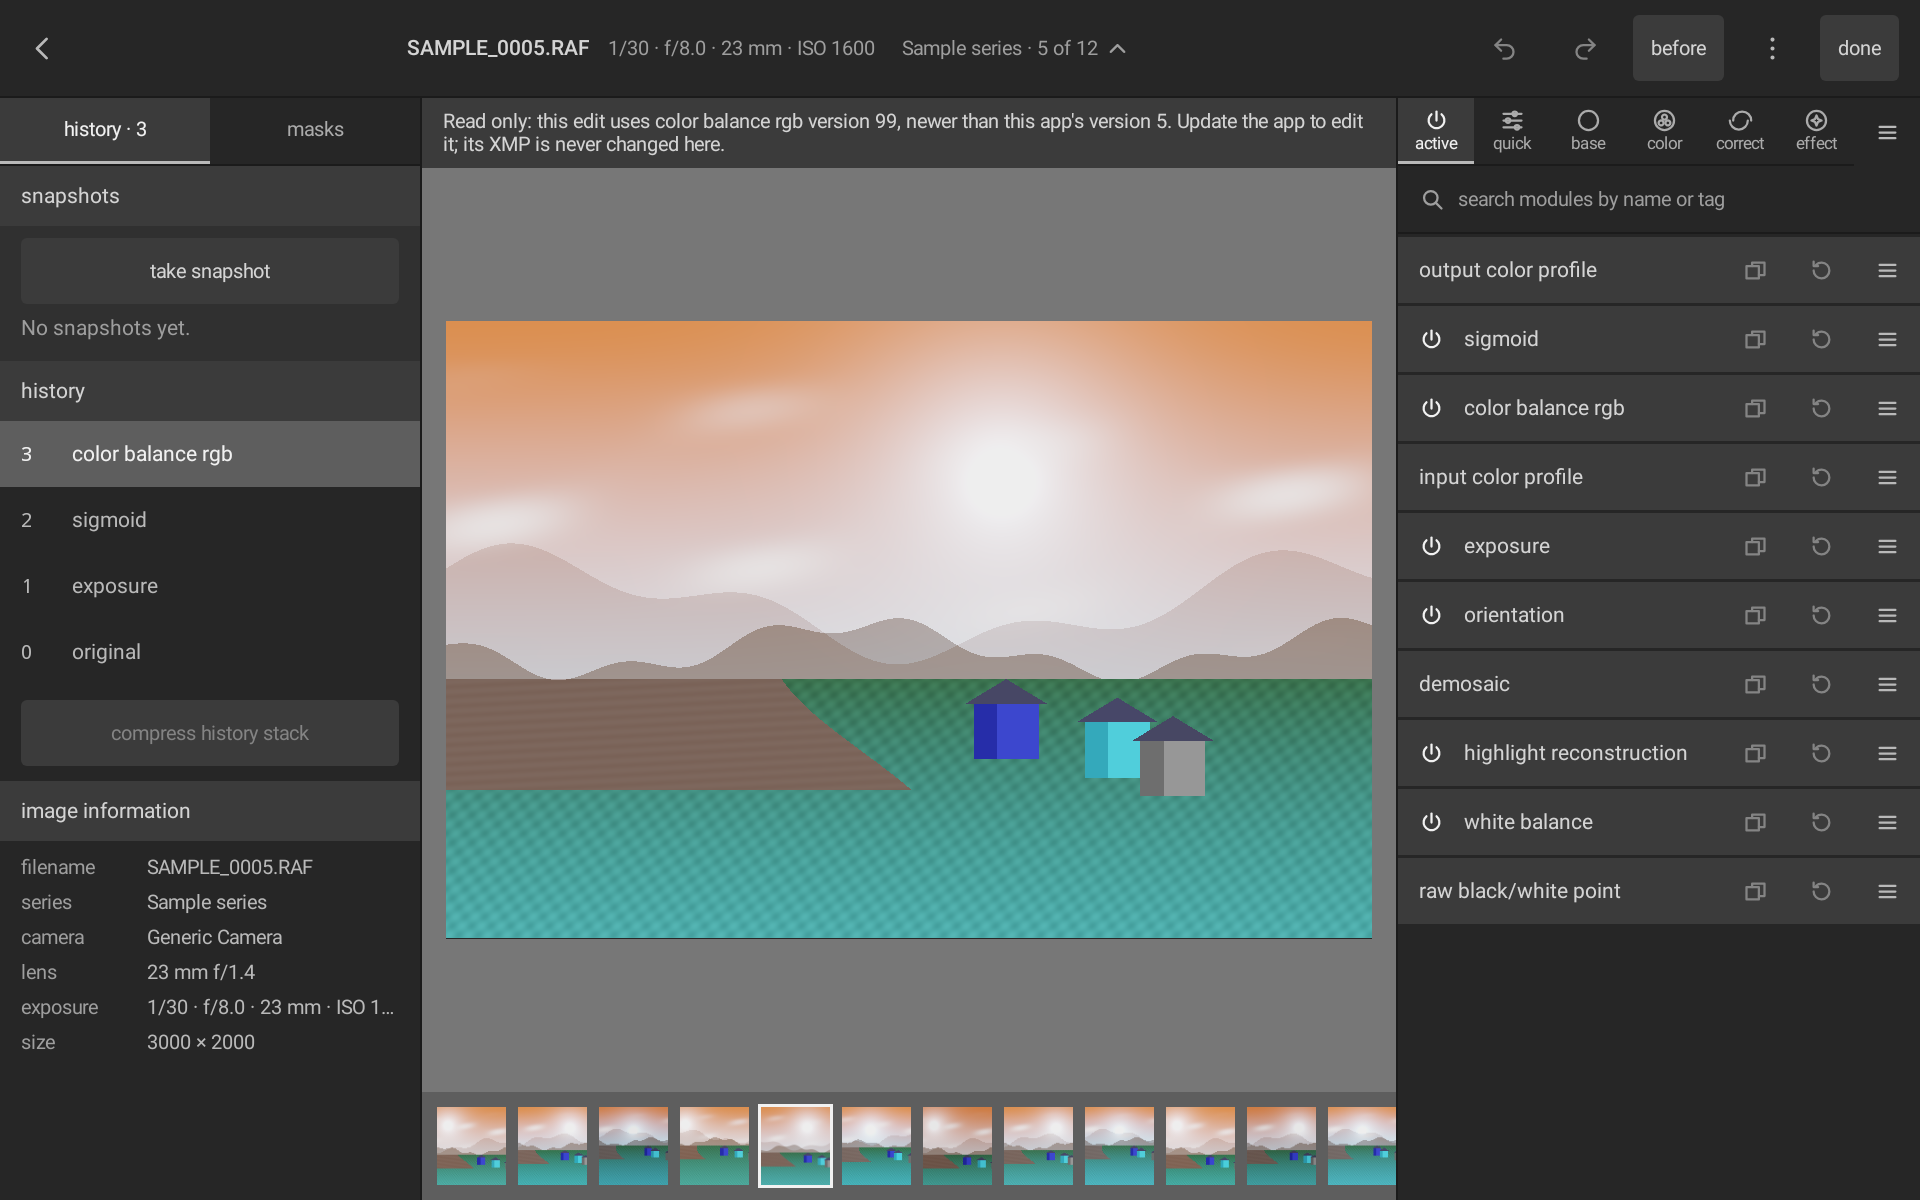 SAMPLE_0005.RAF 1/30 · f/8.0 · 23 mm · ISO 1600 Sample series · 5 of 12
before
done
history · 3
masks
snapshots
take snapshot
No snapshots yet.
history
3 color balance rgb
2 sigmoid
1 exposure
0 original
compress history stack
image information
filename SAMPLE_0005.RAF
series Sample series
camera Generic Camera
lens 23 mm f/1.4
exposure 1/30 · f/8.0 · 23 mm · ISO 1...
size 3000 × 2000
Read only: this edit uses color balance rgb version 99, newer than this app's version 5. Update the app to edit
it; its XMP is never changed here.
active
quick
base
color
correct
effect
search modules by name or tag
output color profile
sigmoid
color balance rgb
input color profile
exposure
orientation
demosaic
highlight reconstruction
white balance
raw black/white point